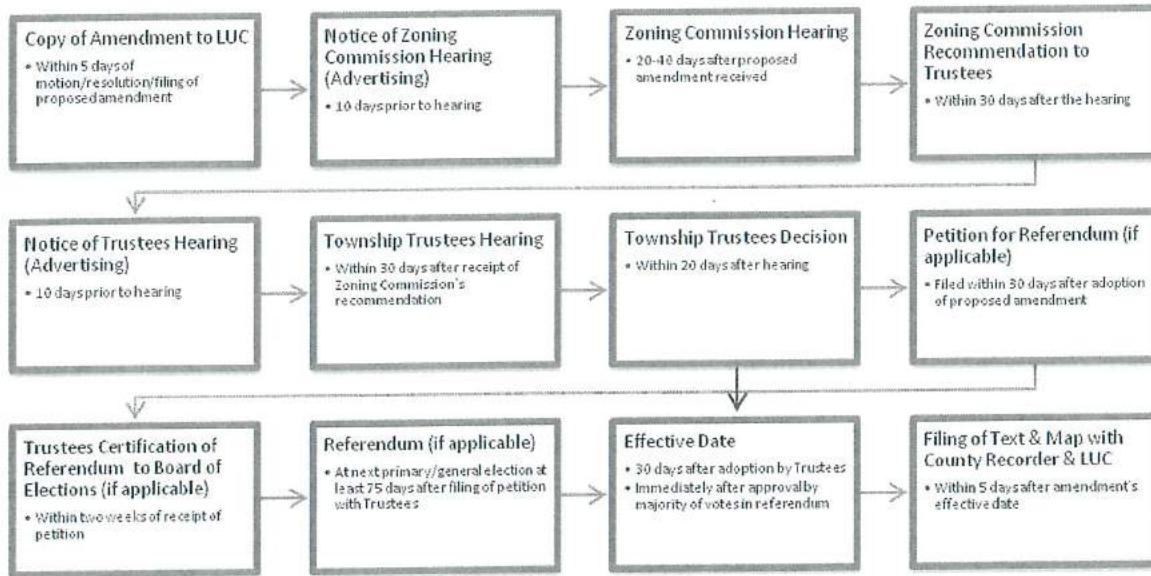 Copy of Amendment to LUC
• Within 5 days of
motion/resolution/filing of
proposed amendment
Notice of Zoning
Commission Hearing
(Advertising)
• 10 days prior to hearing
Zoning Commission Hearing
• 20-40 days after proposed
amendment received
Zoning Commission
Recommendation to
Trustees
• Within 30 days after the hearing
Notice of Trustees Hearing
(Advertising)
• 10 days prior to hearing
Township Trustees Hearing
• Within 30 days after receipt of
Zoning Commission's
recommendation
Township Trustees Decision
• Within 20 days after hearing
Petition for Referendum (if
applicable)
• Filed within 30 days after adoption
of proposed amendment
Trustees Certification of
Referendum to Board of
Elections (if applicable)
• Within two weeks of receipt of
petition
Referendum (if applicable)
• At next primary/general election at
least 75 days after filing of petition
with Trustees
Effective Date
• 30 days after adoption by Trustees
• Immediately after approval by
majority of votes in referendum
Filing of Text & Map with
County Recorder & LUC
• Within 5 days after amendment's
effective date